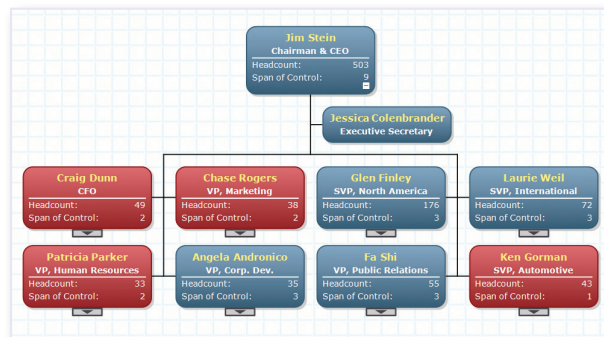 Jim Stein
Chairman & CEO
Headcount: 503
Span of Control: 9
Jessica Colenbrander
Executive Secretary
Craig Dunn
CFO
Headcount: 49
Span of Control: 2
Chase Rogers
VP, Marketing
Headcount: 38
Span of Control: 2
Glen Finley
SVP, North America
Headcount: 176
Span of Control: 3
Laurie Weil
SVP, International
Headcount: 72
Span of Control: 3
Patricia Parker
VP, Human Resources
Headcount: 33
Span of Control: 2
Angela Andronico
VP, Corp. Dev.
Headcount: 35
Span of Control: 3
Fa Shi
VP, Public Relations
Headcount: 55
Span of Control: 3
Ken Gorman
SVP, Automotive
Headcount: 43
Span of Control: 1